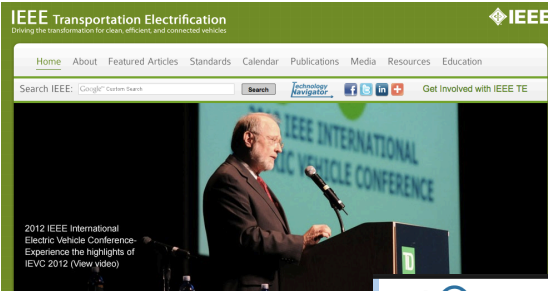 IEEE Transportation Electrification
IEEE
Driving the transformation for clean, efficient, and connected vehicles
Home About Featured Articles Standards Calendar Publications Media Resources Education
Search IEEE: Google™ Custom Search Search Technology Navigator Get Involved with IEEE TE
2012 IEEE INTERNATIONAL
ELECTRIC VEHICLE CONFERENCE
2012 IEEE International
Electric Vehicle Conference-
Experience the highlights of
IEVC 2012 (View video)
TD